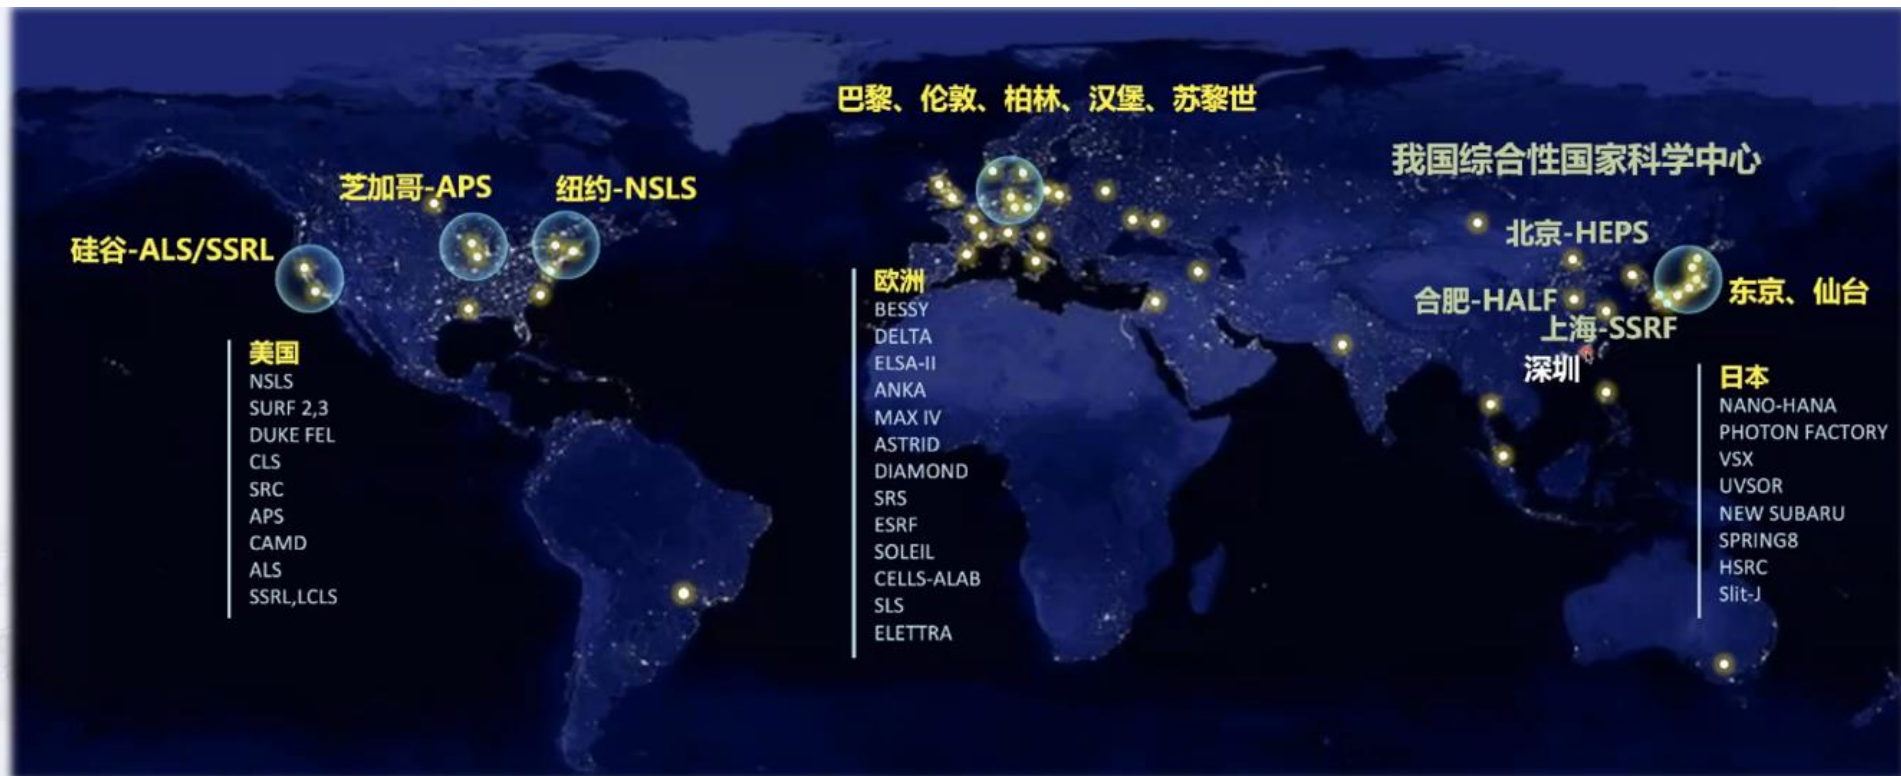 巴黎、伦敦、柏林、汉堡、苏黎世
我国综合性国家科学中心
芝加哥-APS
纽约-NSLS
硅谷-ALS/SSRL
北京-HEPS
合肥-HALF
上海-SSRF
深圳
东京、仙台
美国
NSLS
SURF 2,3
DUKE FEL
CLS
SRC
APS
CAMD
ALS
SSRL,LCLS
欧洲
BESSY
DELTA
ELSA-II
ANKA
MAX IV
ASTRID
DIAMOND
SRS
ESRF
SOLEIL
CELLS-ALAB
SLS
ELETTRA
日本
NANO-HANA
PHOTON FACTORY
VSX
UVSOR
NEW SUBARU
SPRING8
HSRC
Slit-J